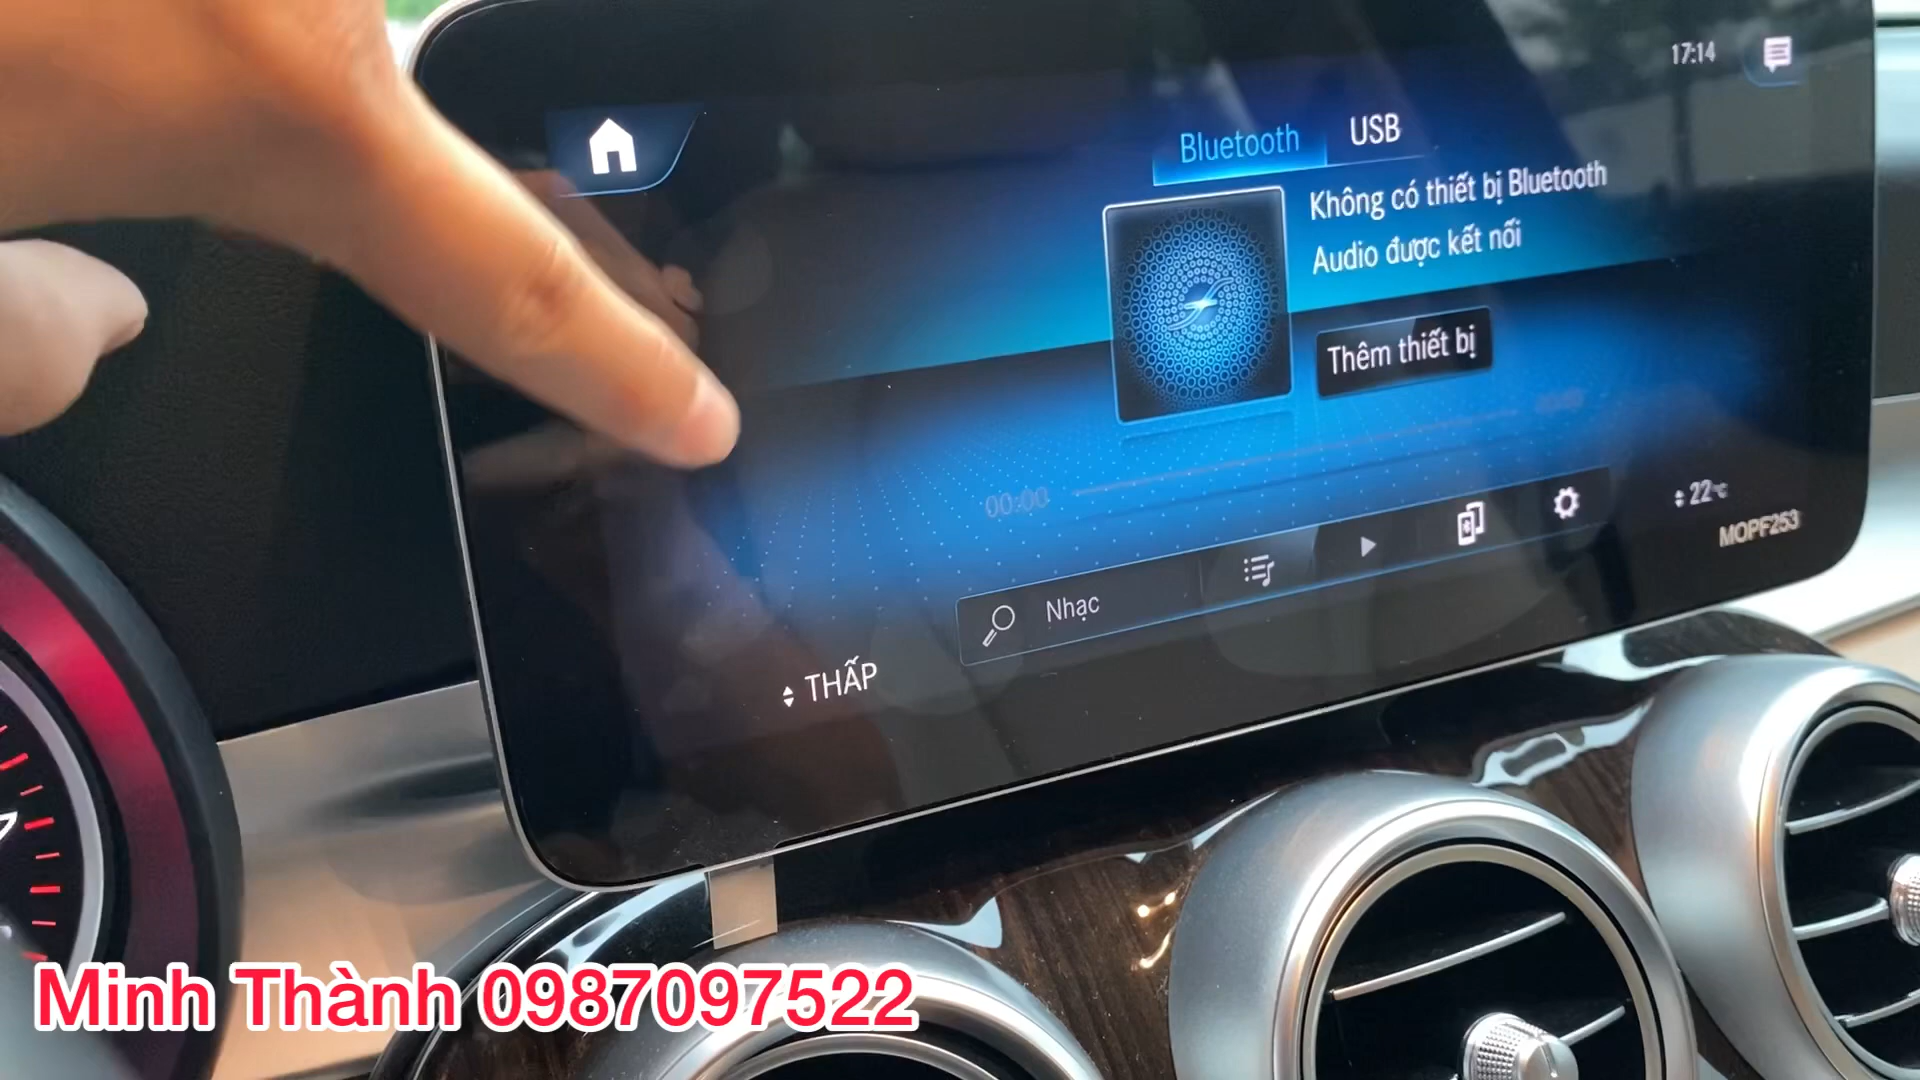 17:14
Bluetooth
USB
Không có thiết bị Bluetooth
Audio được kết nối
Thêm thiết bị
00:00
22°C
MOPF253
Nhạc
THẤP
Minh Thành 0987097522